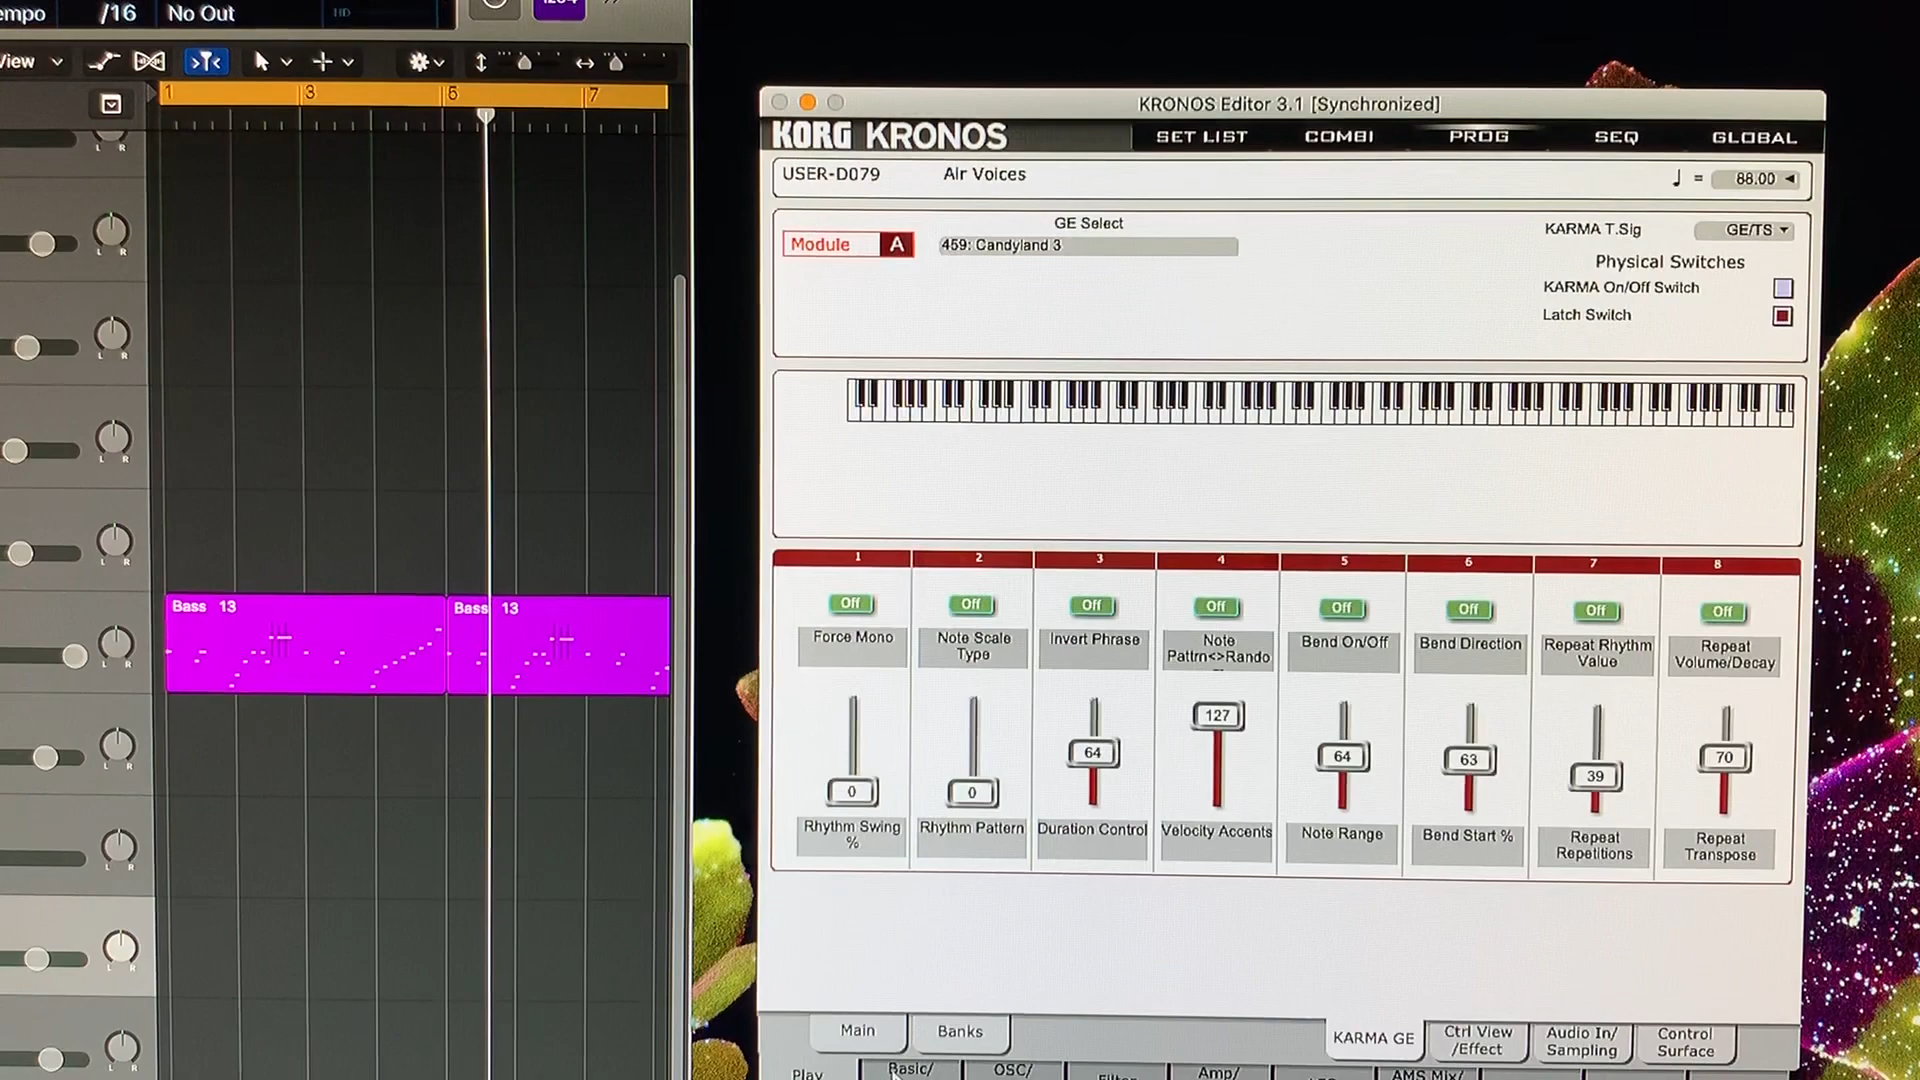 empo /16 No Out HD
View
1 3 5 7
L R
L R
L R
L R
L R
Bass 13 Bass 13
L R
L R
L R
L R
L R
KRONOS Editor 3.1 [Synchronized]
KORG KRONOS SET LIST COMBI PROG SEQ GLOBAL
USER-D079 Air Voices ♩ = 88.00
GE Select
Module A 459: Candyland 3
KARMA T.Sig GE/TS
Physical Switches
KARMA On/Off Switch
Latch Switch
1 2 3 4 5 6 7 8
Off Off Off Off Off Off Off Off
Force Mono
Note Scale
Type
Invert Phrase
Note
Pattrn<>Rando
Bend On/Off
Bend Direction
Repeat Rhythm
Value
Repeat
Volume/Decay
0 0 64 127 64 63 39 70
Rhythm Swing
%
Rhythm Pattern
Duration Control
Velocity Accents
Note Range
Bend Start %
Repeat
Repetitions
Repeat
Transpose
Main Banks KARMA GE
Ctrl View
/Effect
Audio In/
Sampling
Control
Surface
Play Basic/ OSC/ Filter Amp/ AMS Mix/